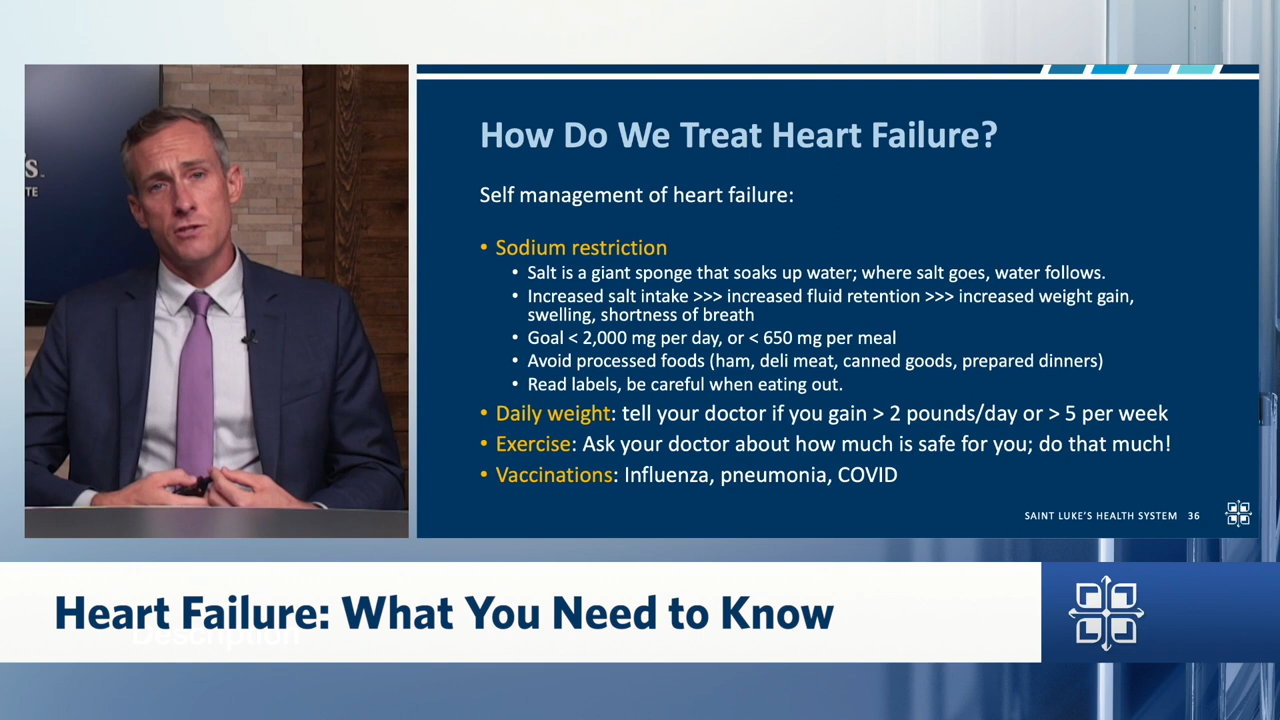 's
TE
How Do We Treat Heart Failure?
Self management of heart failure:
• Sodium restriction
• Salt is a giant sponge that soaks up water; where salt goes, water follows.
• Increased salt intake >>> increased fluid retention >>> increased weight gain,
swelling, shortness of breath
• Goal < 2,000 mg per day, or < 650 mg per meal
• Avoid processed foods (ham, deli meat, canned goods, prepared dinners)
• Read labels, be careful when eating out.
• Daily weight: tell your doctor if you gain > 2 pounds/day or > 5 per week
• Exercise: Ask your doctor about how much is safe for you; do that much!
• Vaccinations: Influenza, pneumonia, COVID
SAINT LUKE'S HEALTH SYSTEM 36
Heart Failure: What You Need to Know
Description